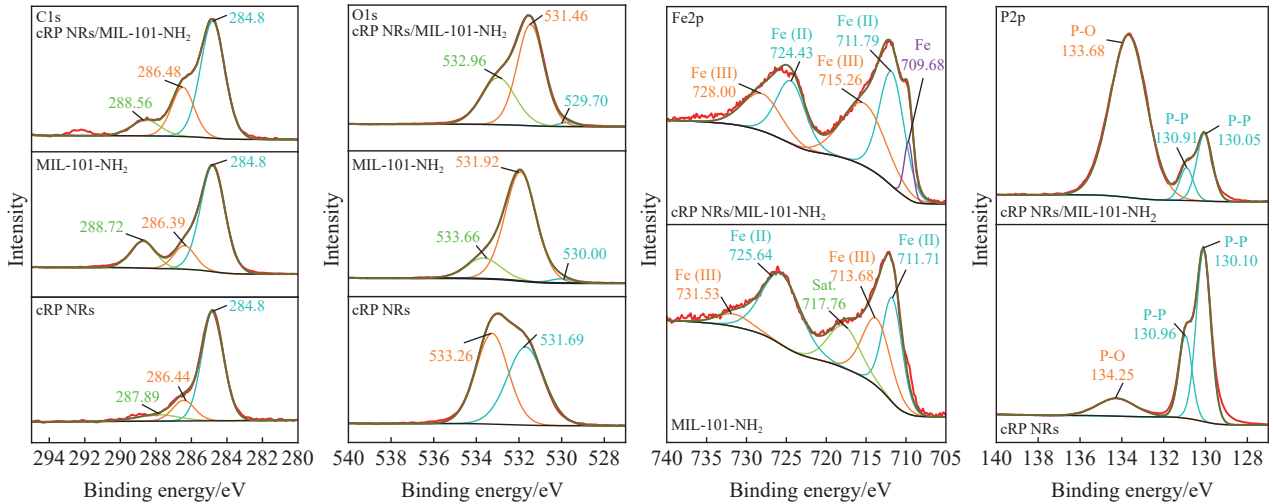 C1s
cRP NRs/MIL-101-NH₂
284.8
286.48
288.56
MIL-101-NH₂
284.8
288.72
286.39
cRP NRs
284.8
286.44
287.89
294 292 290 288 286 284 282 280
Binding energy/eV
Intensity
O1s
cRP NRs/MIL-101-NH₂
531.46
532.96
529.70
MIL-101-NH₂
531.92
533.66
530.00
cRP NRs
533.26
531.69
540 538 536 534 532 530 528
Binding energy/eV
Intensity
Fe2p
Fe (II)
724.43
Fe (II)
711.79
Fe
709.68
Fe (III)
728.00
Fe (III)
715.26
cRP NRs/MIL-101-NH₂
Fe (II)
725.64
Fe (II)
711.71
Fe (III)
731.53
Sat.
717.76
Fe (III)
713.68
MIL-101-NH₂
740 735 730 725 720 715 710 705
Binding energy/eV
Intensity
P2p
P-O
133.68
P-P
130.91
P-P
130.05
cRP NRs/MIL-101-NH₂
P-P
130.10
P-P
130.96
P-O
134.25
cRP NRs
140 138 136 134 132 130 128
Binding energy/eV
Intensity